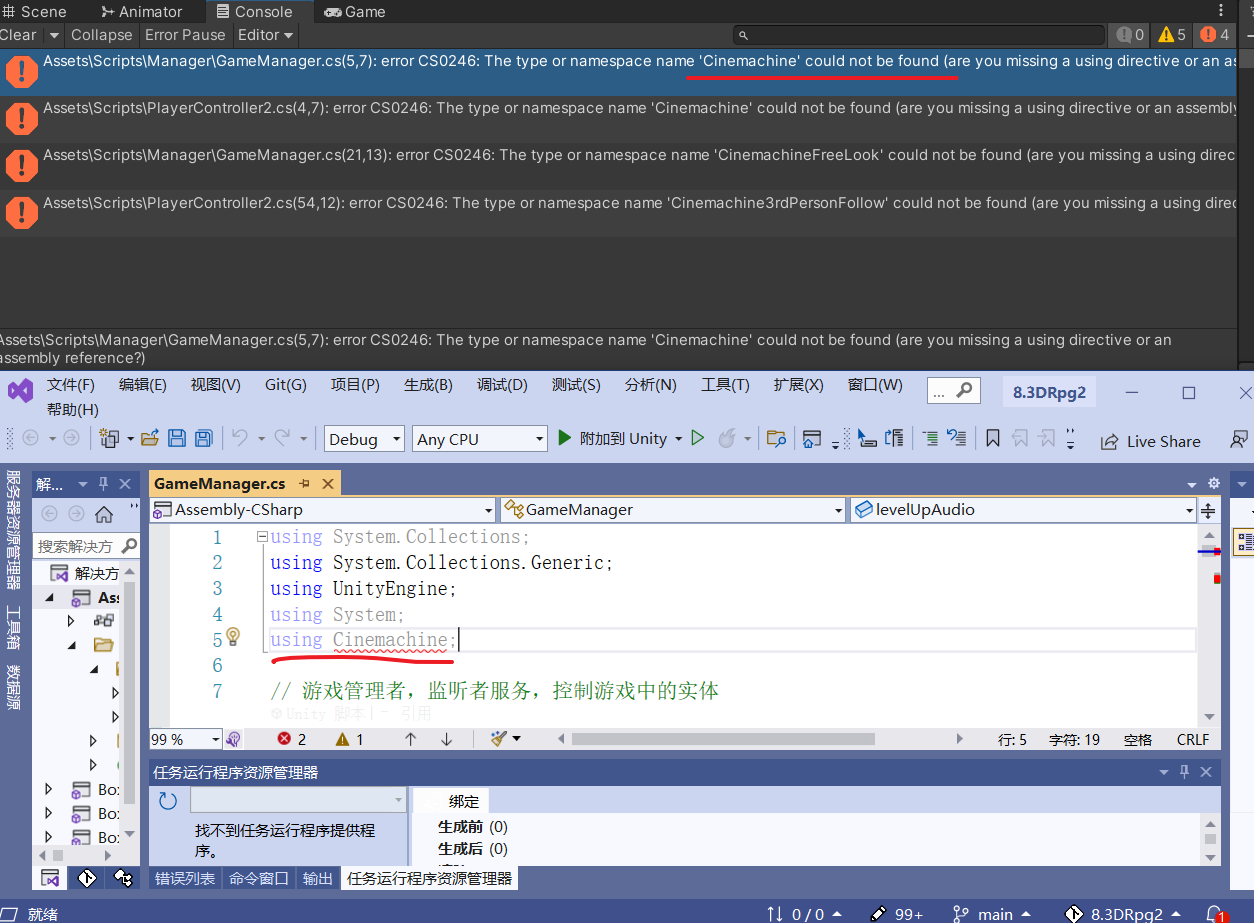 Scene Animator Console Game
Clear Collapse Error Pause Editor 0 5 4
Assets\Scripts\Manager\GameManager.cs(5,7): error CS0246: The type or namespace name 'Cinemachine' could not be found (are you missing a using directive or an as
Assets\Scripts\PlayerController2.cs(4,7): error CS0246: The type or namespace name 'Cinemachine' could not be found (are you missing a using directive or an assembly
Assets\Scripts\Manager\GameManager.cs(21,13): error CS0246: The type or namespace name 'CinemachineFreeLook' could not be found (are you missing a using direc
Assets\Scripts\PlayerController2.cs(54,12): error CS0246: The type or namespace name 'Cinemachine3rdPersonFollow' could not be found (are you missing a using direc
Assets\Scripts\Manager\GameManager.cs(5,7): error CS0246: The type or namespace name 'Cinemachine' could not be found (are you missing a using directive or an
assembly reference?)
文件(F) 编辑(E) 视图(V) Git(G) 项目(P) 生成(B) 调试(D) 测试(S) 分析(N) 工具(T) 扩展(X) 窗口(W) ... 8.3DRpg2
帮助(H)
Debug Any CPU 附加到 Unity Live Share
服务器资源管理器
工具箱
数据源
解...
搜索解决方
解决方
Ass
Box
Box
Box
GameManager.cs
Assembly-CSharp GameManager levelUpAudio
1 using System.Collections;
2 using System.Collections.Generic;
3 using UnityEngine;
4 using System;
5 using Cinemachine;
6
7 // 游戏管理者，监听者服务，控制游戏中的实体
Unity 脚本|- 引用
99 % 2 1 行: 5 字符: 19 空格 CRLF
任务运行程序资源管理器
找不到任务运行程序提供程
序。
绑定
生成前 (0)
生成后 (0)
错误列表 命令窗口 输出 任务运行程序资源管理器
就绪 0 / 0 99+ main 8.3DRpg2 1